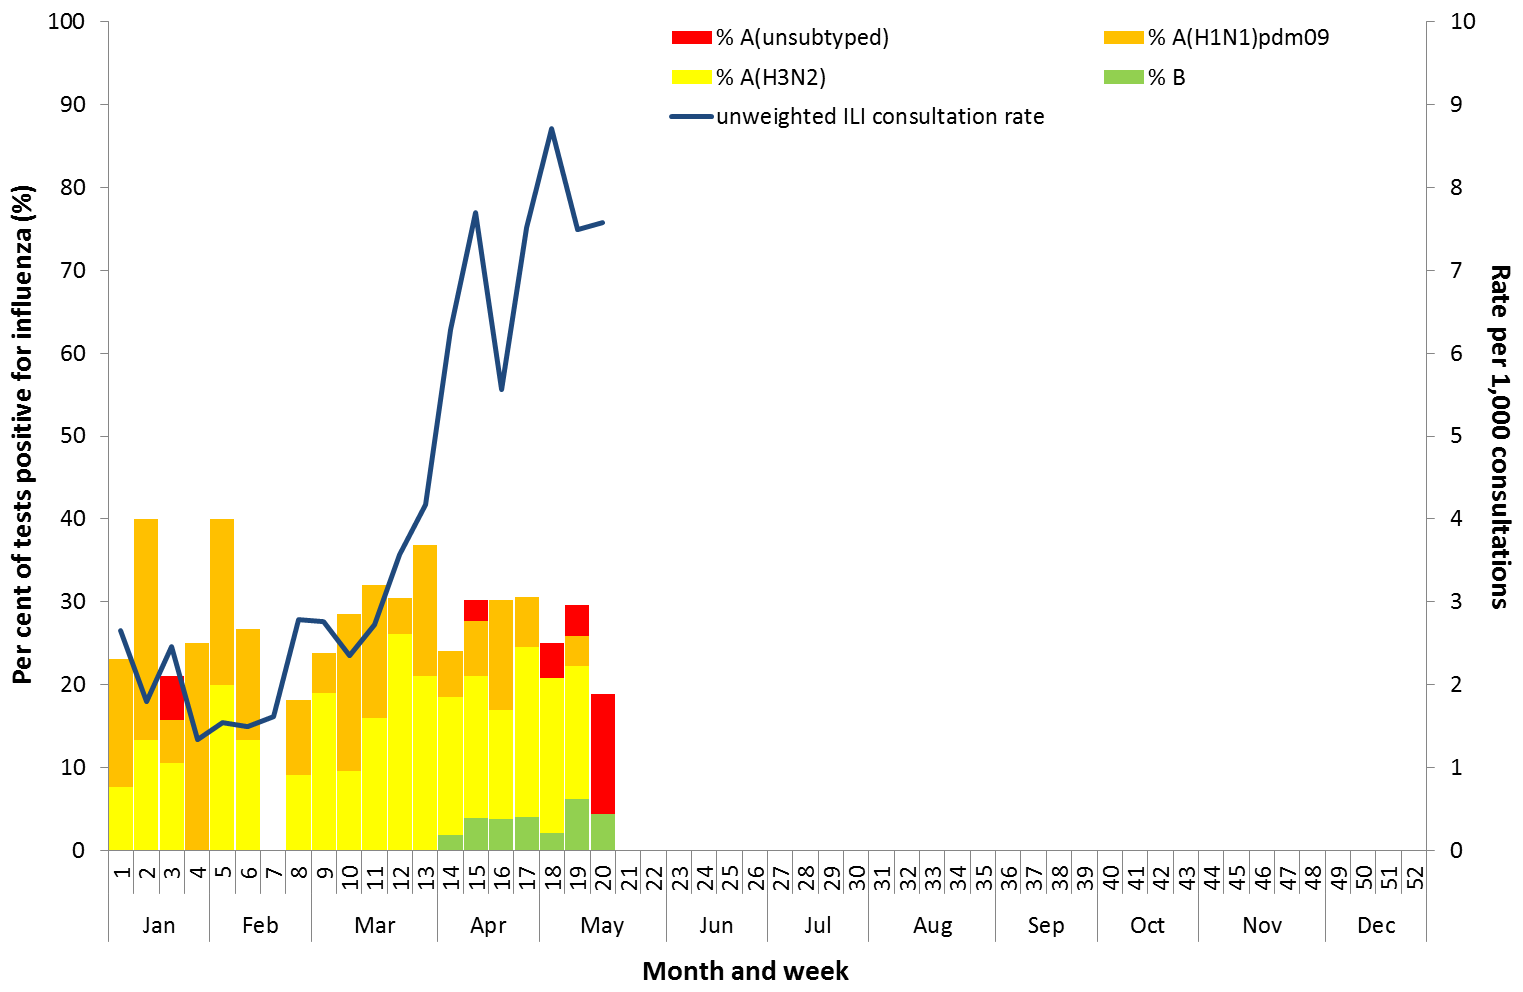 % A(unsubtyped)
% A(H1N1)pdm09
% A(H3N2)
% B
unweighted ILI consultation rate
Per cent of tests positive for influenza (%)
100
90
80
70
60
50
40
30
20
10
0
10
9
8
7
6
5
4
3
2
1
0
Rate per 1,000 consultations
1 2 3 4 5 6 7 8 9 10 11 12 13 14 15 16 17 18 19 20 21 22 23 24 25 26 27 28 29 30 31 32 33 34 35 36 37 38 39 40 41 42 43 44 45 46 47 48 49 50 51 52
Jan Feb Mar Apr May Jun Jul Aug Sep Oct Nov Dec
Month and week